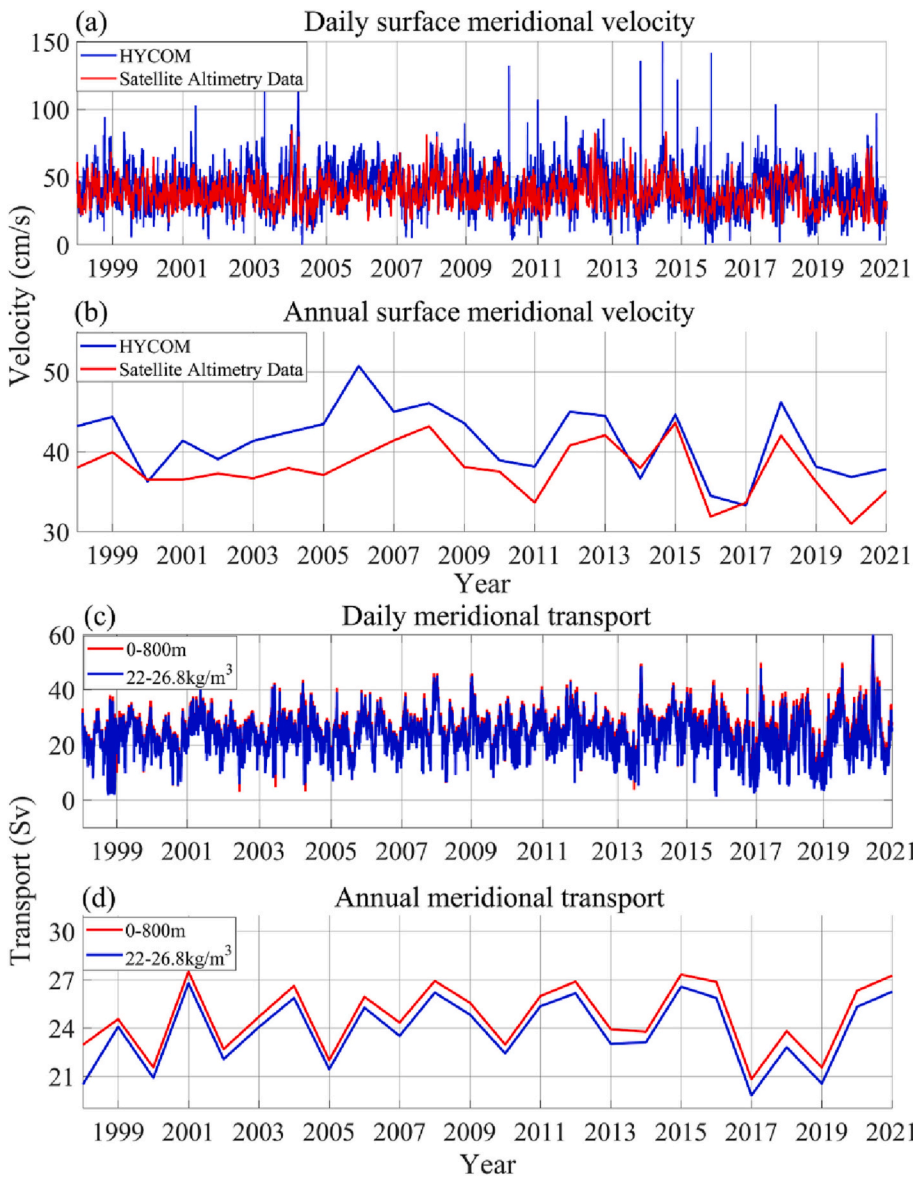 (a) Daily surface meridional velocity
150
HYCOM
Satellite Altimetry Data
100
50
0
1999 2001 2003 2005 2007 2009 2011 2013 2015 2017 2019 2021
Velocity (cm/s)
(b) Annual surface meridional velocity
HYCOM
Satellite Altimetry Data
50
40
30
1999 2001 2003 2005 2007 2009 2011 2013 2015 2017 2019 2021
Year
(c) Daily meridional transport
60
0-800m
22-26.8kg/m³
40
20
0
1999 2001 2003 2005 2007 2009 2011 2013 2015 2017 2019 2021
Transport (Sv)
(d) Annual meridional transport
30
0-800m
22-26.8kg/m³
27
24
21
1999 2001 2003 2005 2007 2009 2011 2013 2015 2017 2019 2021
Year